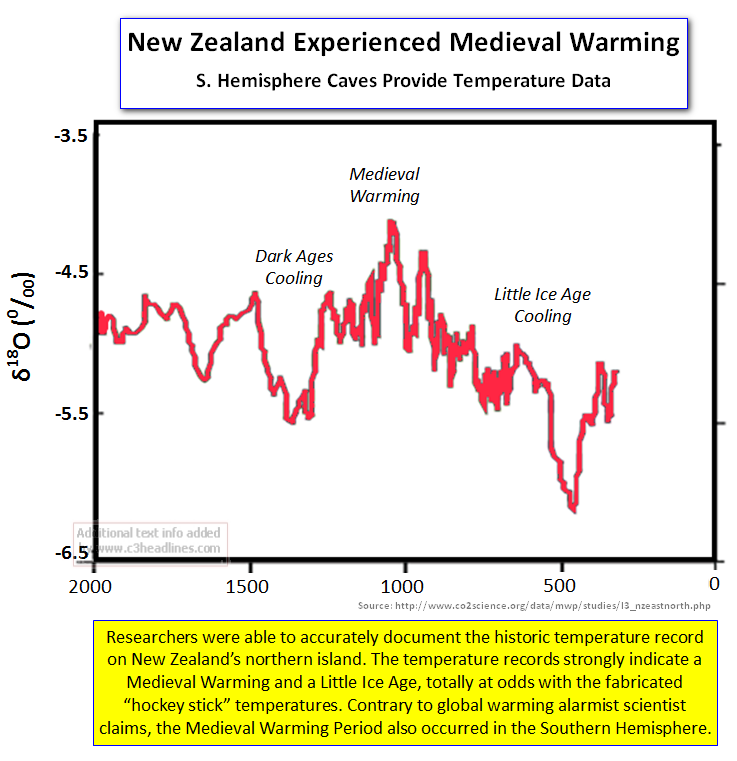 New Zealand Experienced Medieval Warming
S. Hemisphere Caves Provide Temperature Data
-3.5
Medieval
Warming
Dark Ages
Cooling
-4.5
Little Ice Age
Cooling
δ18O (0/00)
-5.5
Additional text info added
by www.c3headlines.com
-6.5
2000 1500 1000 500 0
Source: http://www.co2science.org/data/mwp/studies/l3_nzeastnorth.php
Researchers were able to accurately document the historic temperature record
on New Zealand's northern island. The temperature records strongly indicate a
Medieval Warming and a Little Ice Age, totally at odds with the fabricated
“hockey stick” temperatures. Contrary to global warming alarmist scientist
claims, the Medieval Warming Period also occurred in the Southern Hemisphere.